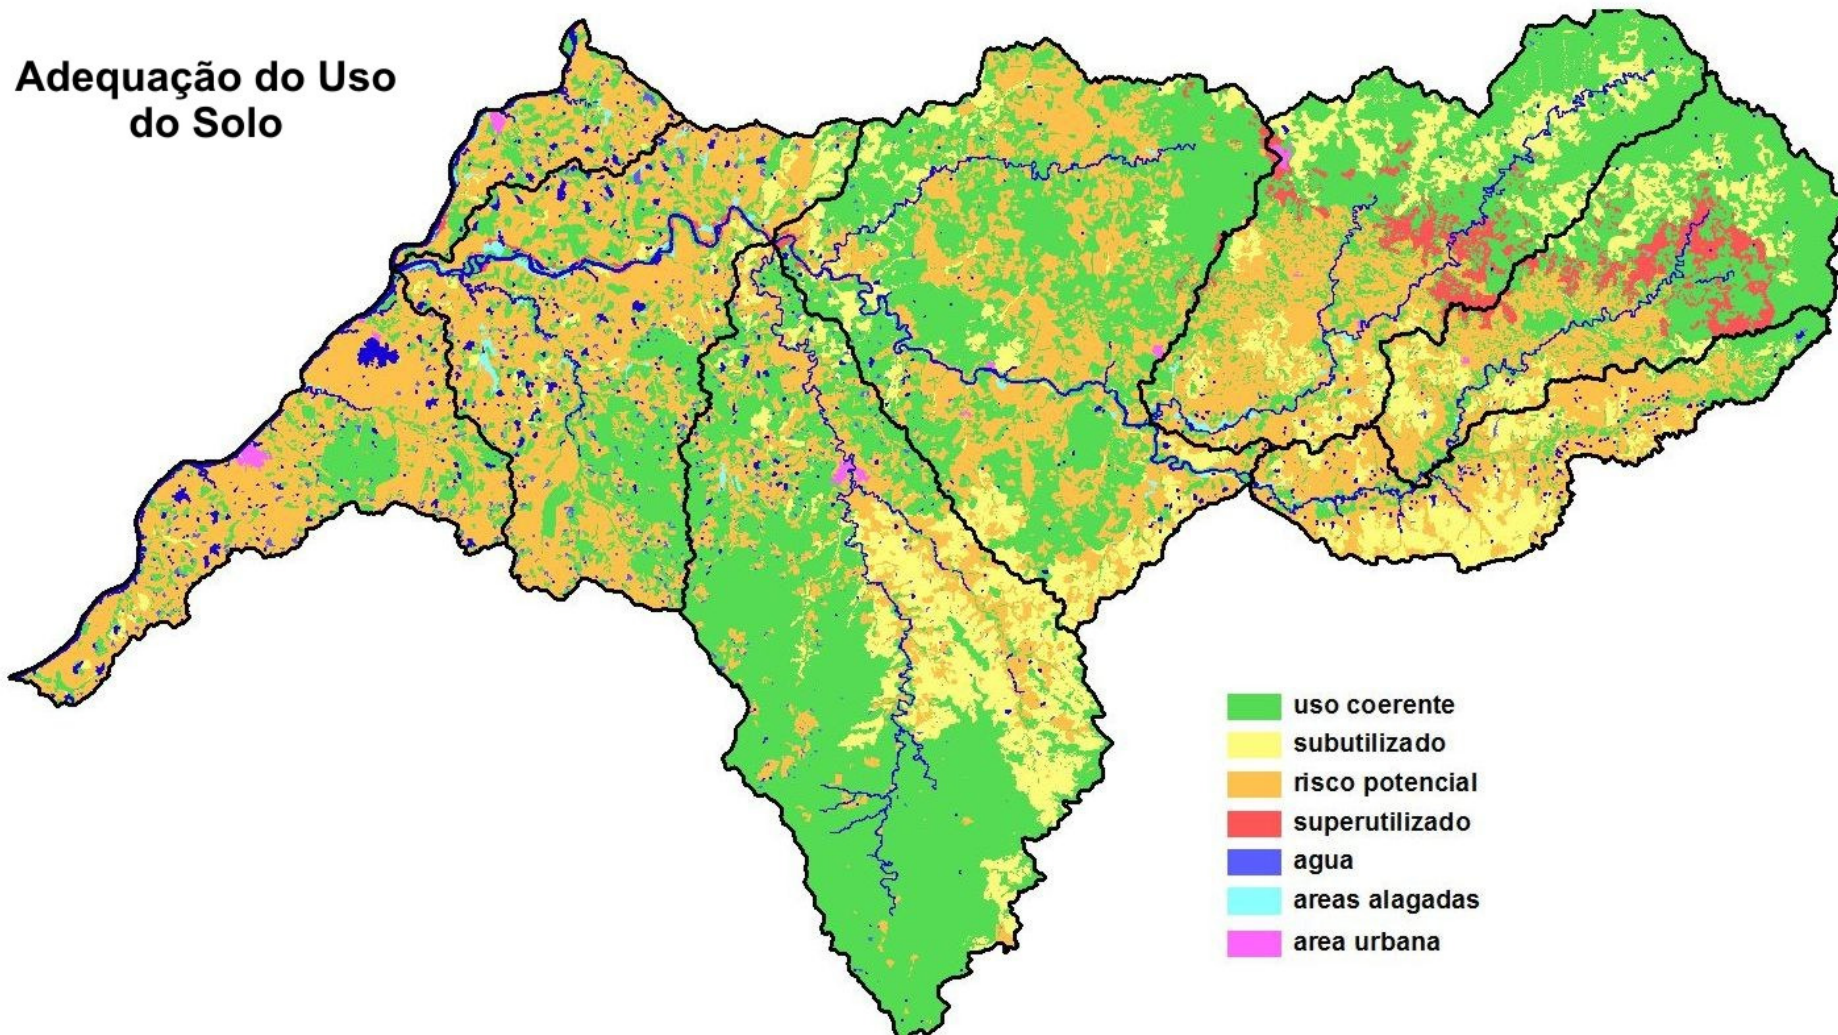 Adequação do Uso
do Solo
uso coerente
subutilizado
risco potencial
superutilizado
agua
areas alagadas
area urbana